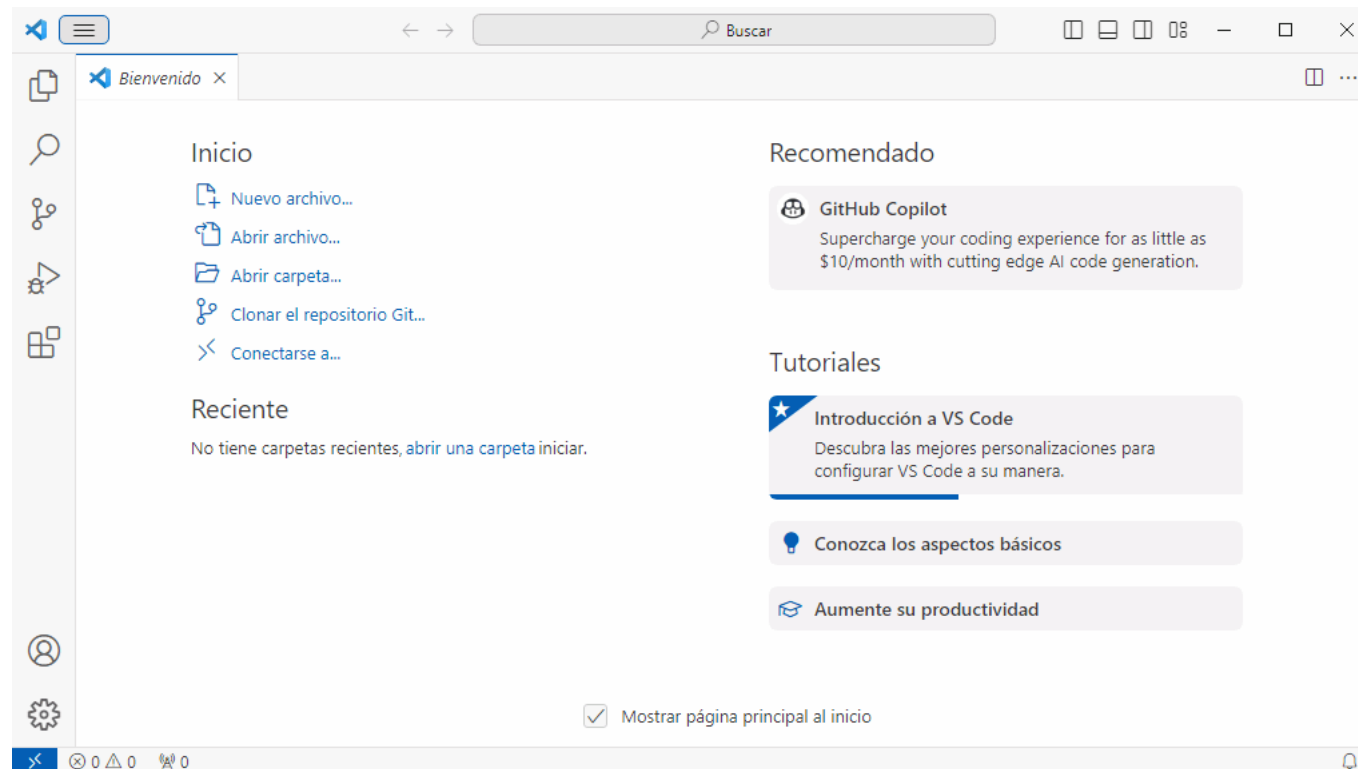 Buscar
Bienvenido
Inicio
Nuevo archivo...
Abrir archivo...
Abrir carpeta...
Clonar el repositorio Git...
Conectarse a...
Reciente
No tiene carpetas recientes, abrir una carpeta iniciar.
Recomendado
GitHub Copilot
Supercharge your coding experience for as little as
$10/month with cutting edge AI code generation.
Tutoriales
Introducción a VS Code
Descubra las mejores personalizaciones para
configurar VS Code a su manera.
Conozca los aspectos básicos
Aumente su productividad
Mostrar página principal al inicio
0 0 0